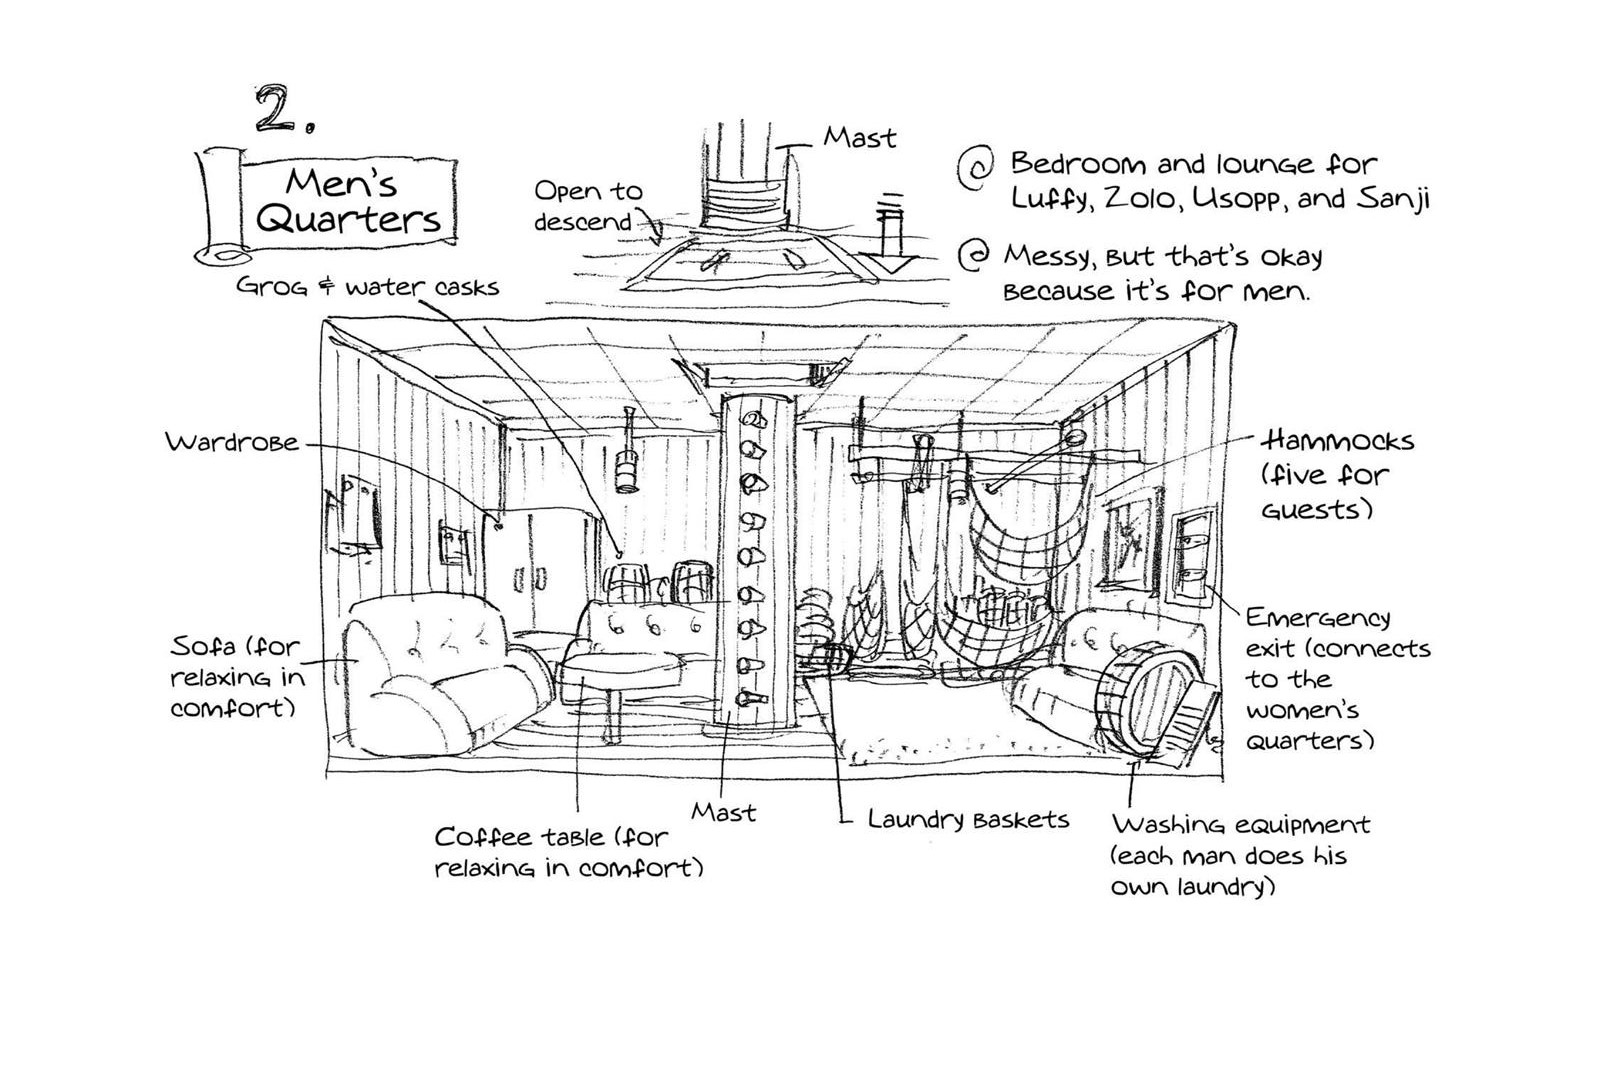 2.
Men's
Quarters
Mast
Open to
descend
Bedroom and lounge for
Luffy, Zolo, Usopp, and Sanji
Messy, but that's okay
because it's for men.
Grog & water casks
Wardrobe
Hammocks
(five for
guests)
Sofa (for
relaxing in
comfort)
Emergency
exit (connects
to the
women's
quarters)
Mast
Coffee table (for
relaxing in comfort)
Laundry baskets
Washing equipment
(each man does his
own laundry)